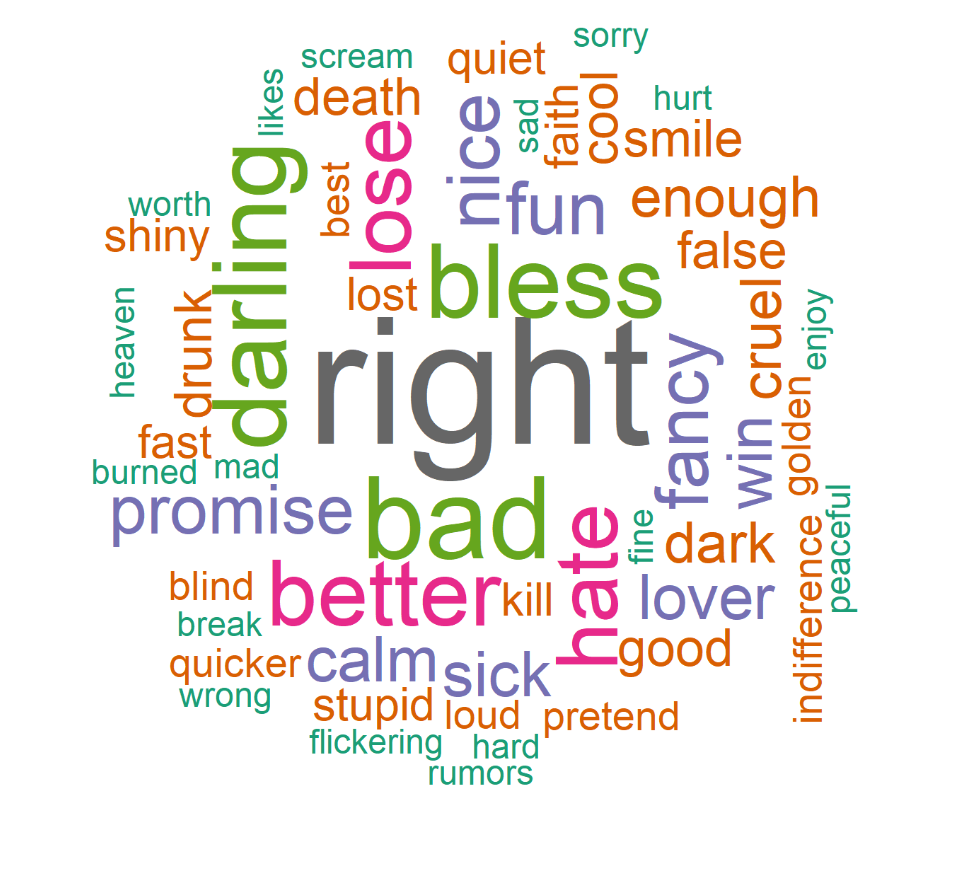 sorry
scream
quiet
likes
death
nice
sad
faith
cool
hurt
smile
lose
darling
best
worth
shiny
fun
enough
false
lost
bless
heaven
drunk
right
fancy
cruel
enjoy
fast
burned
mad
win
golden
promise
bad
hate
fine
dark
indifference
peaceful
blind
better
kill
lover
break
quicker
calm
sick
good
wrong
stupid
loud
pretend
flickering
hard
rumors